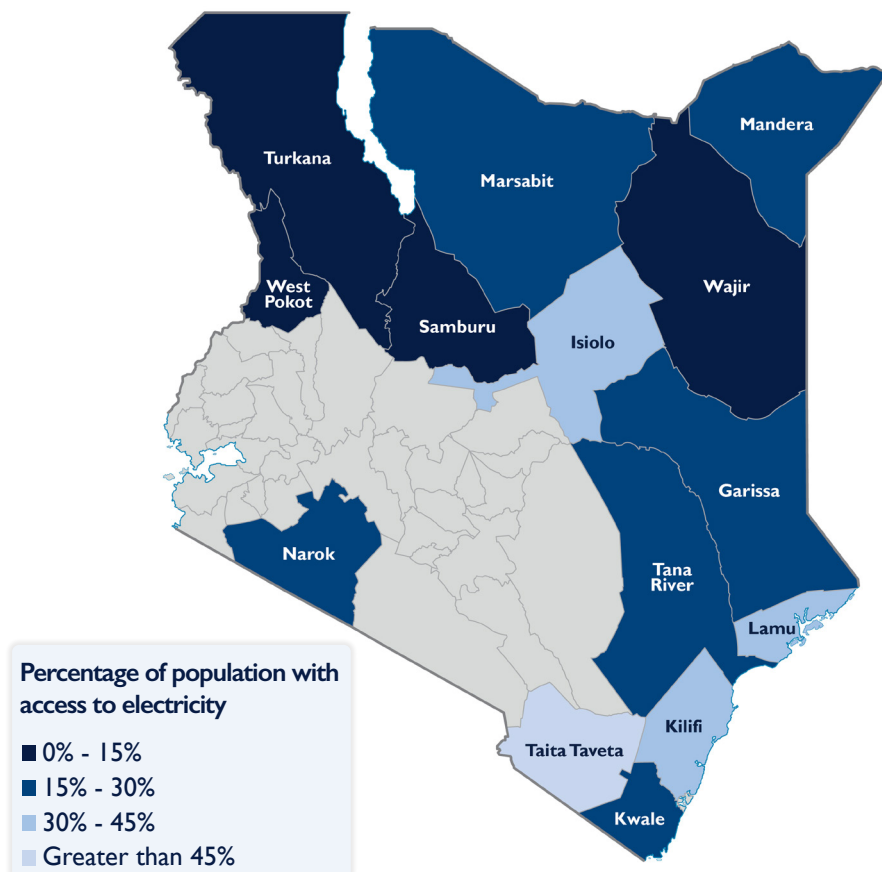 Mandera
Turkana
Marsabit
West
Pokot
Wajir
Samburu
Isiolo
Garissa
Narok
Tana
River
Lamu
Kilifi
Taita Taveta
Kwale
Percentage of population with
access to electricity
0% - 15%
15% - 30%
30% - 45%
Greater than 45%